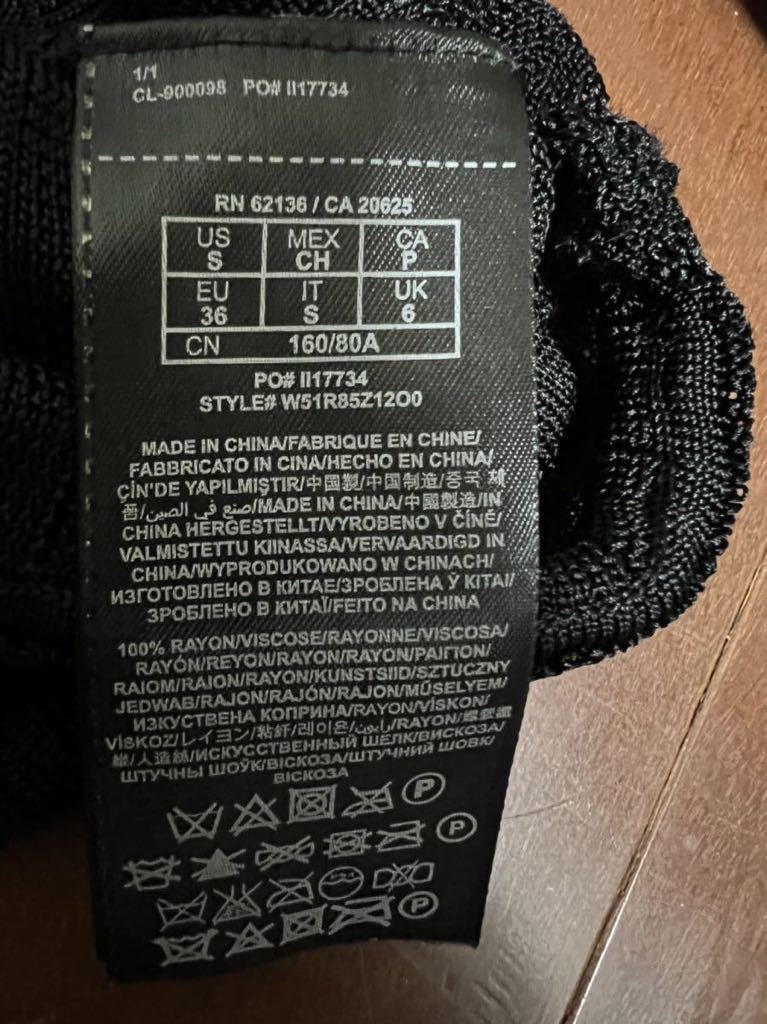 1/1
CL-900098 PO# II17734
RN 62136 / CA 20625
US MEX CA
S CH P
EU IT UK
36 S 6
CN 160/80A
PO# II17734
STYLE# W51R85Z12O0
MADE IN CHINA/FABRIQUE EN CHINE/
FABBRICATO IN CINA/HECHO EN CHINA/
ÇİN'DE YAPILMIŞTIR/中国製/中国制造/중국 제
품/صنع في الصين/MADE IN CHINA/中國製造/IN
CHINA HERGESTELLT/VYROBENO V ČÍNĚ/
VALMISTETTU KIINASSA/VERVAARDIGD IN
CHINA/WYPRODUKOWANO W CHINACH/
ИЗГОТОВЛЕНО В КИТАЕ/ЗРОБЛЕНА Ў КІТАІ/
ЗРОБЛЕНО В КИТАЇ/FEITO NA CHINA
100% RAYON/VISCOSE/RAYONNE/VISCOSA/
RAYÓN/REYON/RAYON/RAYON/ΡΑΙΓΙΟΝ/
RAIOM/RAION/RAYON/KUNSTSIID/SZTUCZNY
JEDWAB/RAJON/RAJÓN/RAJON/MŰSELYEM/
ИЗКУСТВЕНА КОПРИНА/RAYON/VİSKON/
VİSKOZ/レイヨン/粘纤/레이온/رايون/RAYON/嫘縈
/人造絲/ИСКУССТВЕННЫЙ ШЕЛК/ВИСКОЗА/
ШТУЧНЫ ШОЎК/ВІСКОЗА/ШТУЧНИЙ ШОВК/
ВІСКОЗА
P
P
P